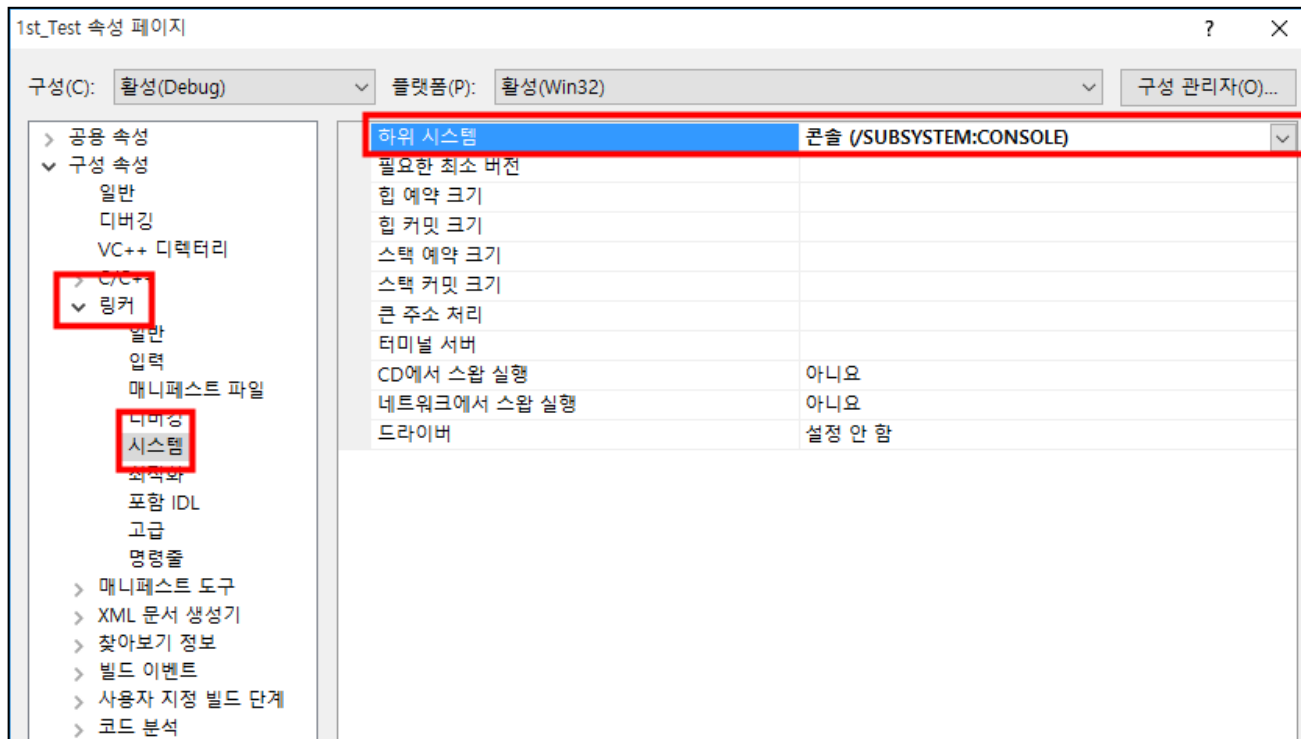 1st_Test 속성 페이지 ?
구성(C): 활성(Debug) 플랫폼(P): 활성(Win32) 구성 관리자(O)...
공용 속성
구성 속성
일반
디버깅
VC++ 디렉터리
C/C++
링커
일반
입력
매니페스트 파일
디버깅
시스템
최적화
포함 IDL
고급
명령줄
매니페스트 도구
XML 문서 생성기
찾아보기 정보
빌드 이벤트
사용자 지정 빌드 단계
코드 분석
하위 시스템 콘솔 (/SUBSYSTEM:CONSOLE)
필요한 최소 버전
힙 예약 크기
힙 커밋 크기
스택 예약 크기
스택 커밋 크기
큰 주소 처리
터미널 서버
CD에서 스왑 실행 아니요
네트워크에서 스왑 실행 아니요
드라이버 설정 안 함